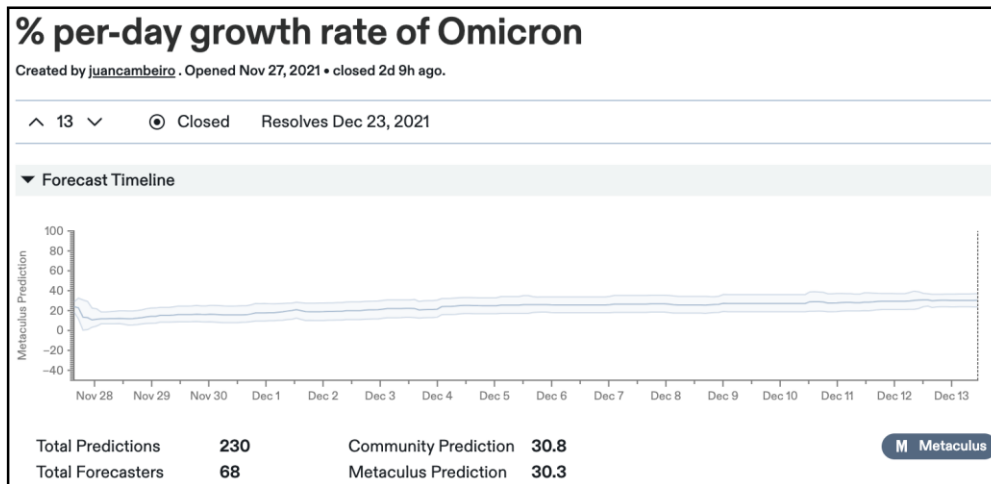 % per-day growth rate of Omicron
Created by juancambeiro . Opened Nov 27, 2021 • closed 2d 9h ago.
13 Closed Resolves Dec 23, 2021
Forecast Timeline
Metaculus Prediction
100
80
60
40
20
0
−20
−40
Nov 28 Nov 29 Nov 30 Dec 1 Dec 2 Dec 3 Dec 4 Dec 5 Dec 6 Dec 7 Dec 8 Dec 9 Dec 10 Dec 11 Dec 12 Dec 13
Total Predictions 230 Community Prediction 30.8 M Metaculus
Total Forecasters 68 Metaculus Prediction 30.3